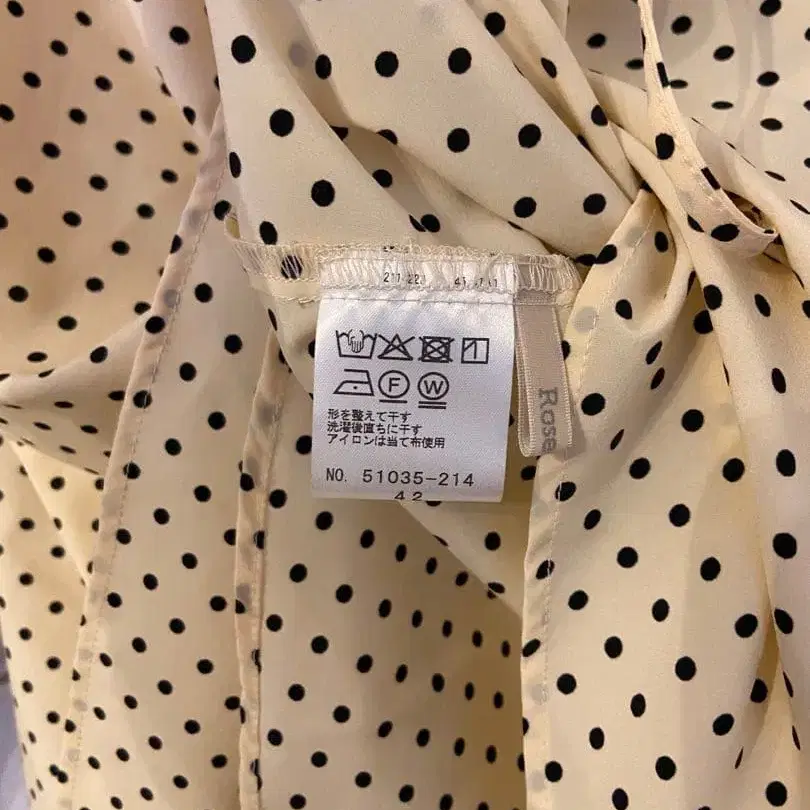 F W
形を整えて干す
洗濯後直ちに干す
アイロンは当て布使用
NO. 51035-214
42
Rose